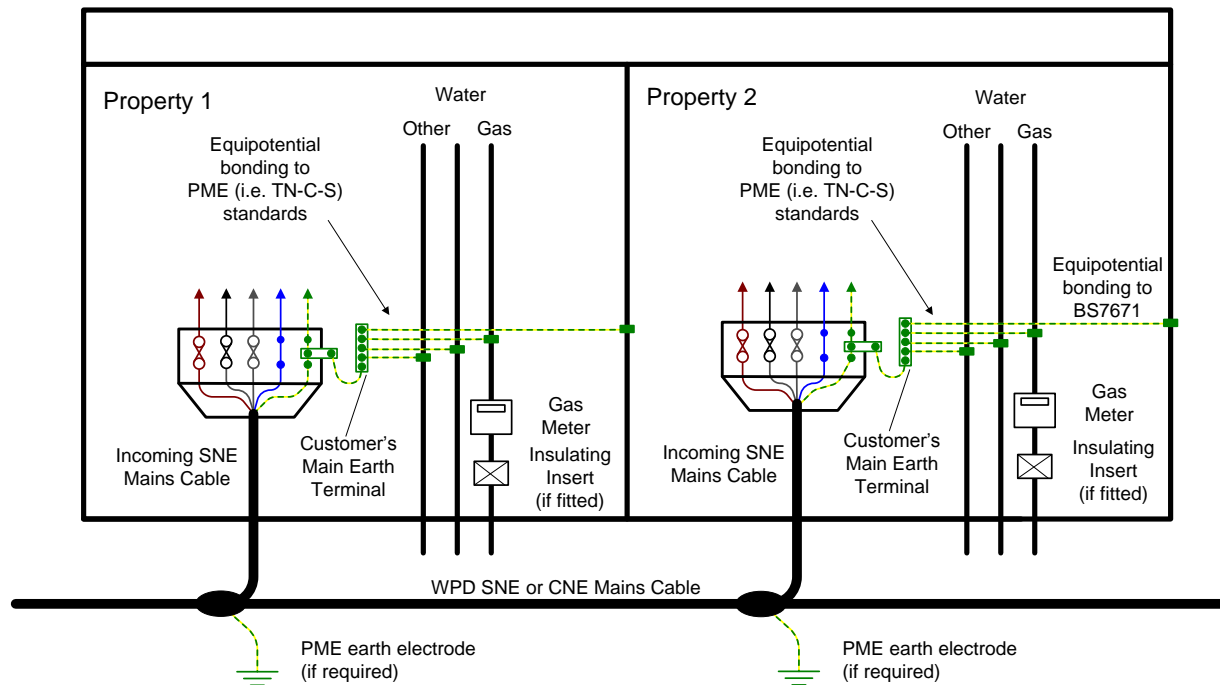 Property 1
Water
Other
Gas
Equipotential
bonding to
PME (i.e. TN-C-S)
standards
Incoming SNE
Mains Cable
Customer's
Main Earth
Terminal
Gas
Meter
Insulating
Insert
(if fitted)
Property 2
Water
Other
Gas
Equipotential
bonding to
PME (i.e. TN-C-S)
standards
Equipotential
bonding to
BS7671
Incoming SNE
Mains Cable
Customer's
Main Earth
Terminal
Gas
Meter
Insulating
Insert
(if fitted)
WPD SNE or CNE Mains Cable
PME earth electrode
(if required)
PME earth electrode
(if required)